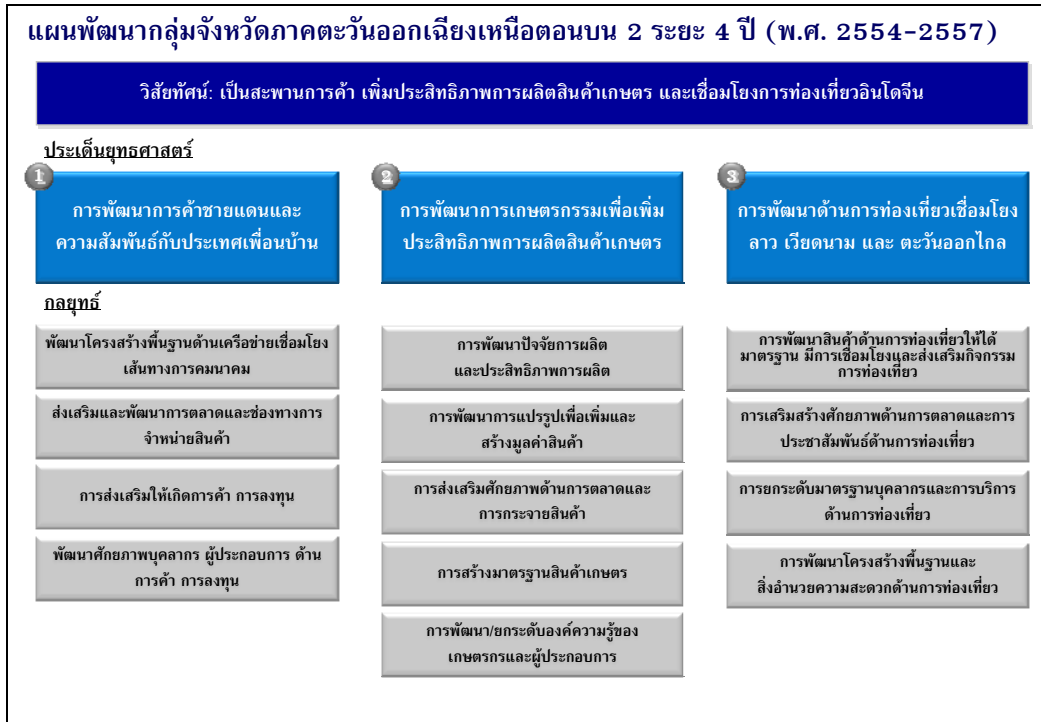 แผนพัฒนากลุ่มจังหวัดภาคตะวันออกเฉียงเหนือตอนบน 2 ระยะ 4 ปี (พ.ศ. 2554-2557)
วิสัยทัศน์: เป็นสะพานการค้า เพิ่มประสิทธิภาพการผลิตสินค้าเกษตร และเชื่อมโยงการท่องเที่ยวอินโดจีน
ประเด็นยุทธศาสตร์
1
การพัฒนาการค้าชายแดนและ
ความสัมพันธ์กับประเทศเพื่อนบ้าน
2
การพัฒนาการเกษตรกรรมเพื่อเพิ่ม
ประสิทธิภาพการผลิตสินค้าเกษตร
3
การพัฒนาด้านการท่องเที่ยวเชื่อมโยง
ลาว เวียดนาม และ ตะวันออกไกล
กลยุทธ์
พัฒนาโครงสร้างพื้นฐานด้านเครือข่ายเชื่อมโยง
เส้นทางการคมนาคม
ส่งเสริมและพัฒนาการตลาดและช่องทางการ
จำหน่ายสินค้า
การส่งเสริมให้เกิดการค้า การลงทุน
พัฒนาศักยภาพบุคลากร ผู้ประกอบการ ด้าน
การค้า การลงทุน
การพัฒนาปัจจัยการผลิต
และประสิทธิภาพการผลิต
การพัฒนาการแปรรูปเพื่อเพิ่มและ
สร้างมูลค่าสินค้า
การส่งเสริมศักยภาพด้านการตลาดและ
การกระจายสินค้า
การสร้างมาตรฐานสินค้าเกษตร
การพัฒนา/ยกระดับองค์ความรู้ของ
เกษตรกรและผู้ประกอบการ
การพัฒนาสินค้าด้านการท่องเที่ยวให้ได้
มาตรฐาน มีการเชื่อมโยงและส่งเสริมกิจกรรม
การท่องเที่ยว
การเสริมสร้างศักยภาพด้านการตลาดและการ
ประชาสัมพันธ์ด้านการท่องเที่ยว
การยกระดับมาตรฐานบุคลากรและการบริการ
ด้านการท่องเที่ยว
การพัฒนาโครงสร้างพื้นฐานและ
สิ่งอำนวยความสะดวกด้านการท่องเที่ยว